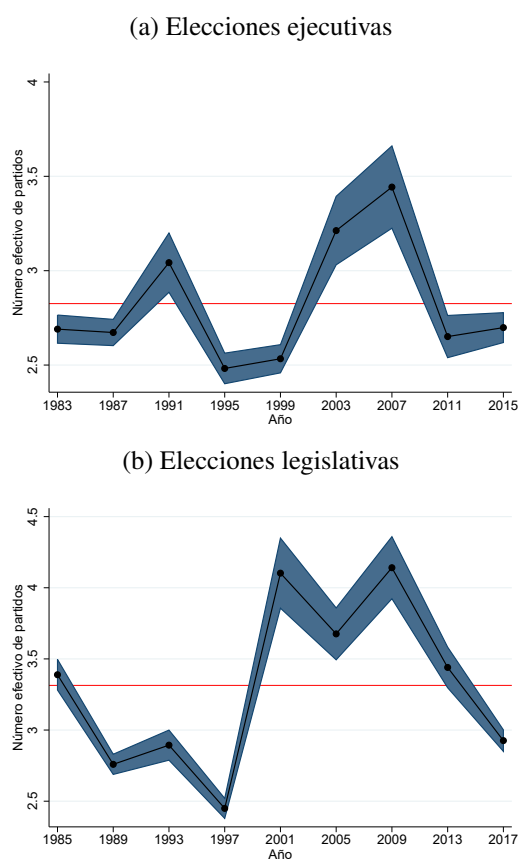 (a) Elecciones ejecutivas
Número efectivo de partidos
4
3.5
3
2.5
1983 1987 1991 1995 1999 2003 2007 2011 2015
Año
(b) Elecciones legislativas
Número efectivo de partidos
4.5
4
3.5
3
2.5
1985 1989 1993 1997 2001 2005 2009 2013 2017
Año